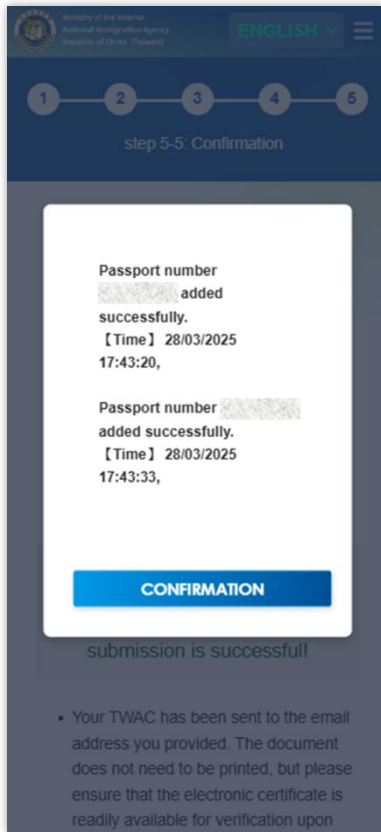 Ministry of the Interior
National Immigration Agency
Republic of China (Taiwan)
ENGLISH
1 2 3 4 5
step 5-5: Confirmation
Passport number
added
successfully.
【Time】 28/03/2025
17:43:20,
Passport number
added successfully.
【Time】 28/03/2025
17:43:33,
CONFIRMATION
submission is successful!
• Your TWAC has been sent to the email
address you provided. The document
does not need to be printed, but please
ensure that the electronic certificate is
readily available for verification upon